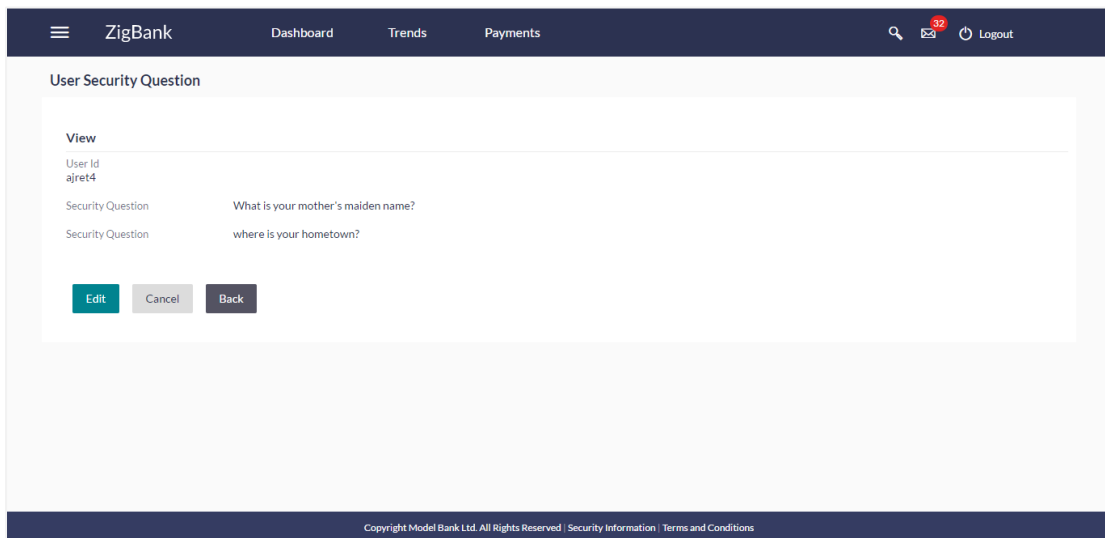 ZigBank Dashboard Trends Payments 32 Logout
User Security Question
View
User Id
ajret4
Security Question What is your mother's maiden name?
Security Question where is your hometown?
Edit Cancel Back
Copyright Model Bank Ltd. All Rights Reserved | Security Information | Terms and Conditions